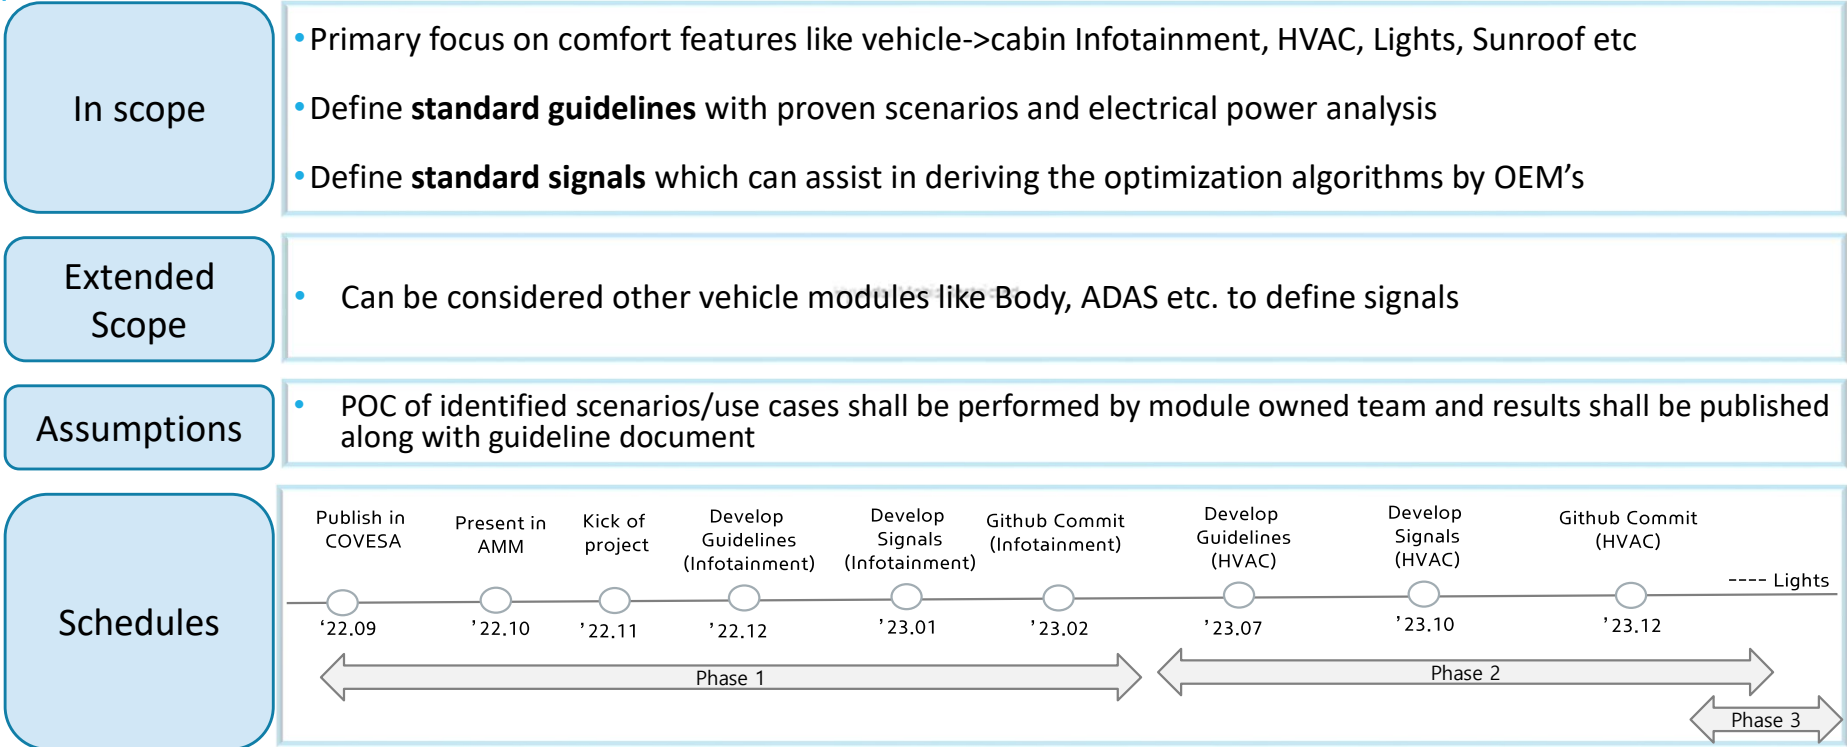 In scope
•Primary focus on comfort features like vehicle->cabin Infotainment, HVAC, Lights, Sunroof etc
•Define standard guidelines with proven scenarios and electrical power analysis
•Define standard signals which can assist in deriving the optimization algorithms by OEM’s
Extended
Scope
• Can be considered other vehicle modules like Body, ADAS etc. to define signals
Assumptions
• POC of identified scenarios/use cases shall be performed by module owned team and results shall be published
along with guideline document
Schedules
Publish in
COVESA
Present in
AMM
Kick of
project
Develop
Guidelines
(Infotainment)
Develop
Signals
(Infotainment)
Github Commit
(Infotainment)
Develop
Guidelines
(HVAC)
Develop
Signals
(HVAC)
Github Commit
(HVAC)
---- Lights
‘22.09
’22.10
’22.11
’22.12
’23.01
’23.02
’23.07
’23.10
’23.12
Phase 1
Phase 2
Phase 3